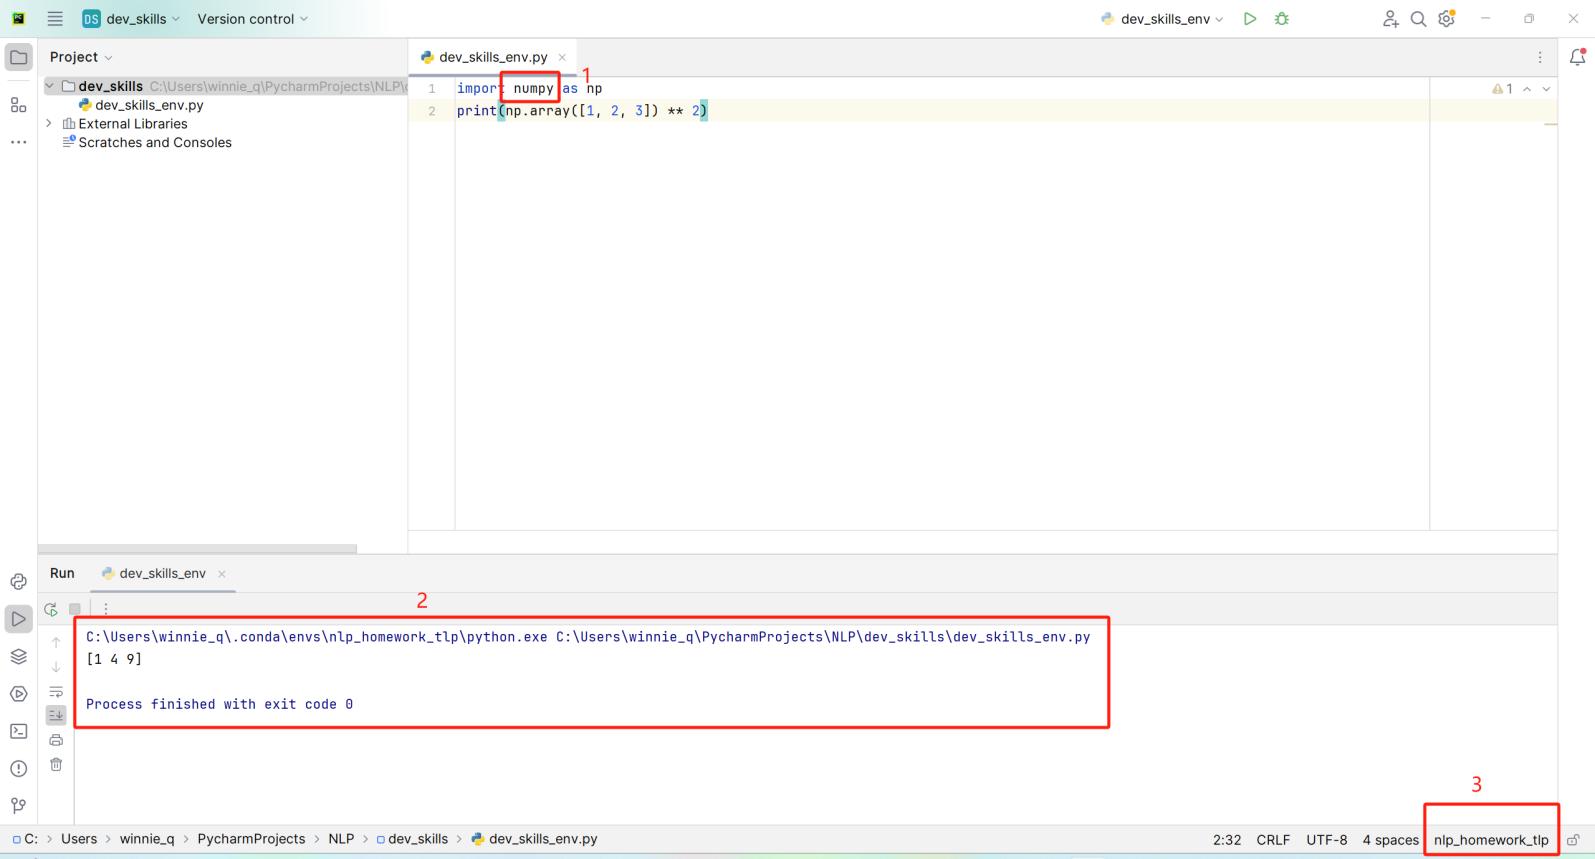 PC DS dev_skills Version control dev_skills_env
Project
dev_skills_env.py
dev_skills C:\Users\winnie_q\PycharmProjects\NLP\
dev_skills_env.py
External Libraries
Scratches and Consoles
1
1 import numpy as np
1
2 print(np.array([1, 2, 3]) ** 2)
Run dev_skills_env
2
C:\Users\winnie_q\.conda\envs\nlp_homework_tlp\python.exe C:\Users\winnie_q\PycharmProjects\NLP\dev_skills\dev_skills_env.py
[1 4 9]
Process finished with exit code 0
3
C: > Users > winnie_q > PycharmProjects > NLP > dev_skills > dev_skills_env.py 2:32 CRLF UTF-8 4 spaces nlp_homework_tlp